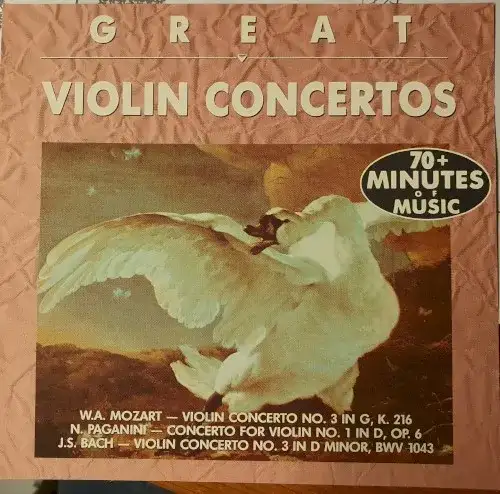 GREAT
VIOLIN CONCERTOS
70+
MINUTES
OF
MUSIC
W.A. MOZART — VIOLIN CONCERTO NO. 3 IN G, K. 216
N. PAGANINI — CONCERTO FOR VIOLIN NO. 1 IN D, OP. 6
J.S. BACH — VIOLIN CONCERTO NO. 3 IN D MINOR, BWV 1043